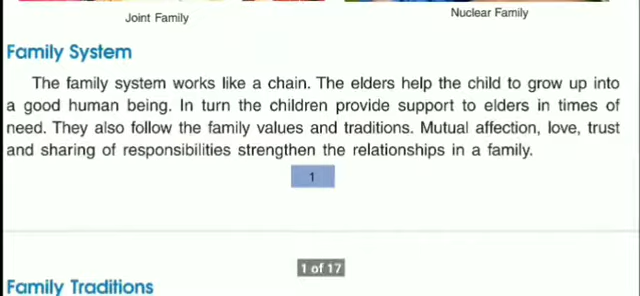 Joint Family
Nuclear Family
Family System
The family system works like a chain. The elders help the child to grow up into
a good human being. In turn the children provide support to elders in times of
need. They also follow the family values and traditions. Mutual affection, love, trust
and sharing of responsibilities strengthen the relationships in a family.
1
1 of 17
Family Traditions